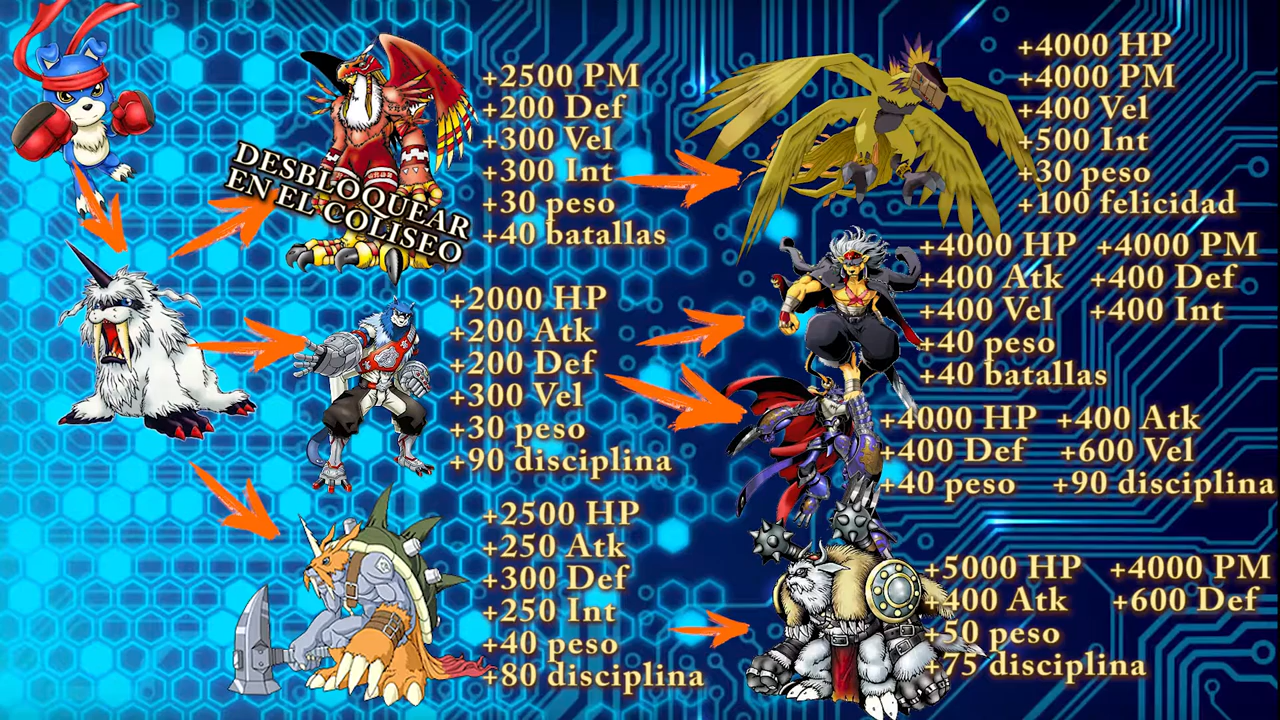 DESBLOQUEAR
EN EL COLISEO
+2500 PM
+200 Def
+300 Vel
+300 Int
+30 peso
+40 batallas
+4000 HP
+4000 PM
+400 Vel
+500 Int
+30 peso
+100 felicidad
+2000 HP
+200 Atk
+200 Def
+300 Vel
+30 peso
+90 disciplina
+4000 HP +4000 PM
+400 Atk +400 Def
+400 Vel +400 Int
+40 peso
+40 batallas
+4000 HP +400 Atk
+400 Def +600 Vel
+40 peso +90 disciplina
+2500 HP
+250 Atk
+300 Def
+250 Int
+40 peso
+80 disciplina
+5000 HP +4000 PM
+400 Atk +600 Def
+50 peso
+75 disciplina